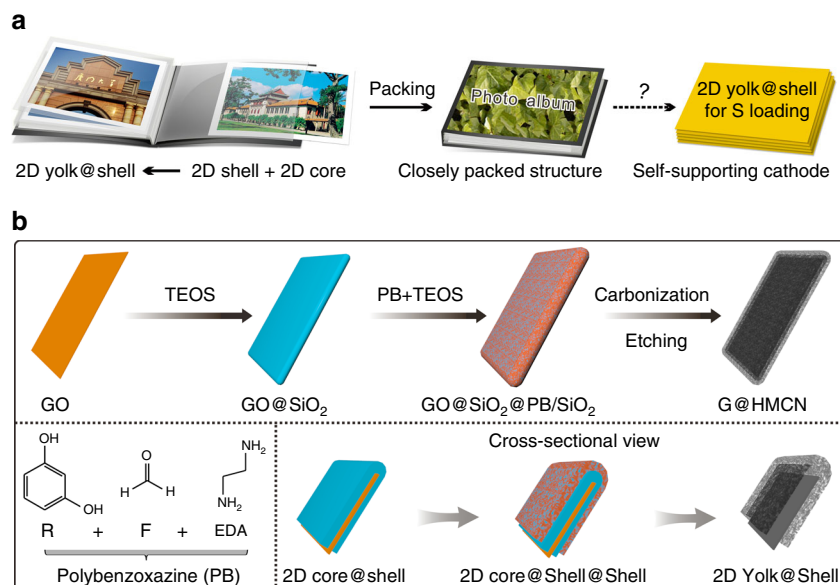 a
Packing
?
Photo album
2D yolk@shell
for S loading
2D yolk@shell
2D shell + 2D core
Closely packed structure
Self-supporting cathode
b
TEOS
PB+TEOS
Carbonization
Etching
GO
GO@SiO₂
GO@SiO₂@PB/SiO₂
G@HMCN
OH
OH
O
H H
NH₂
NH₂
R + F + EDA
Polybenzoxazine (PB)
Cross-sectional view
2D core@shell
2D core@Shell@Shell
2D Yolk@Shell